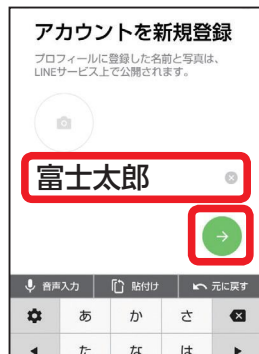 アカウントを新規登録
プロフィールに登録した名前と写真は、
LINEサービス上で公開されます。
富士太郎
音声入力 貼付け 元に戻す
あ か さ
た な は